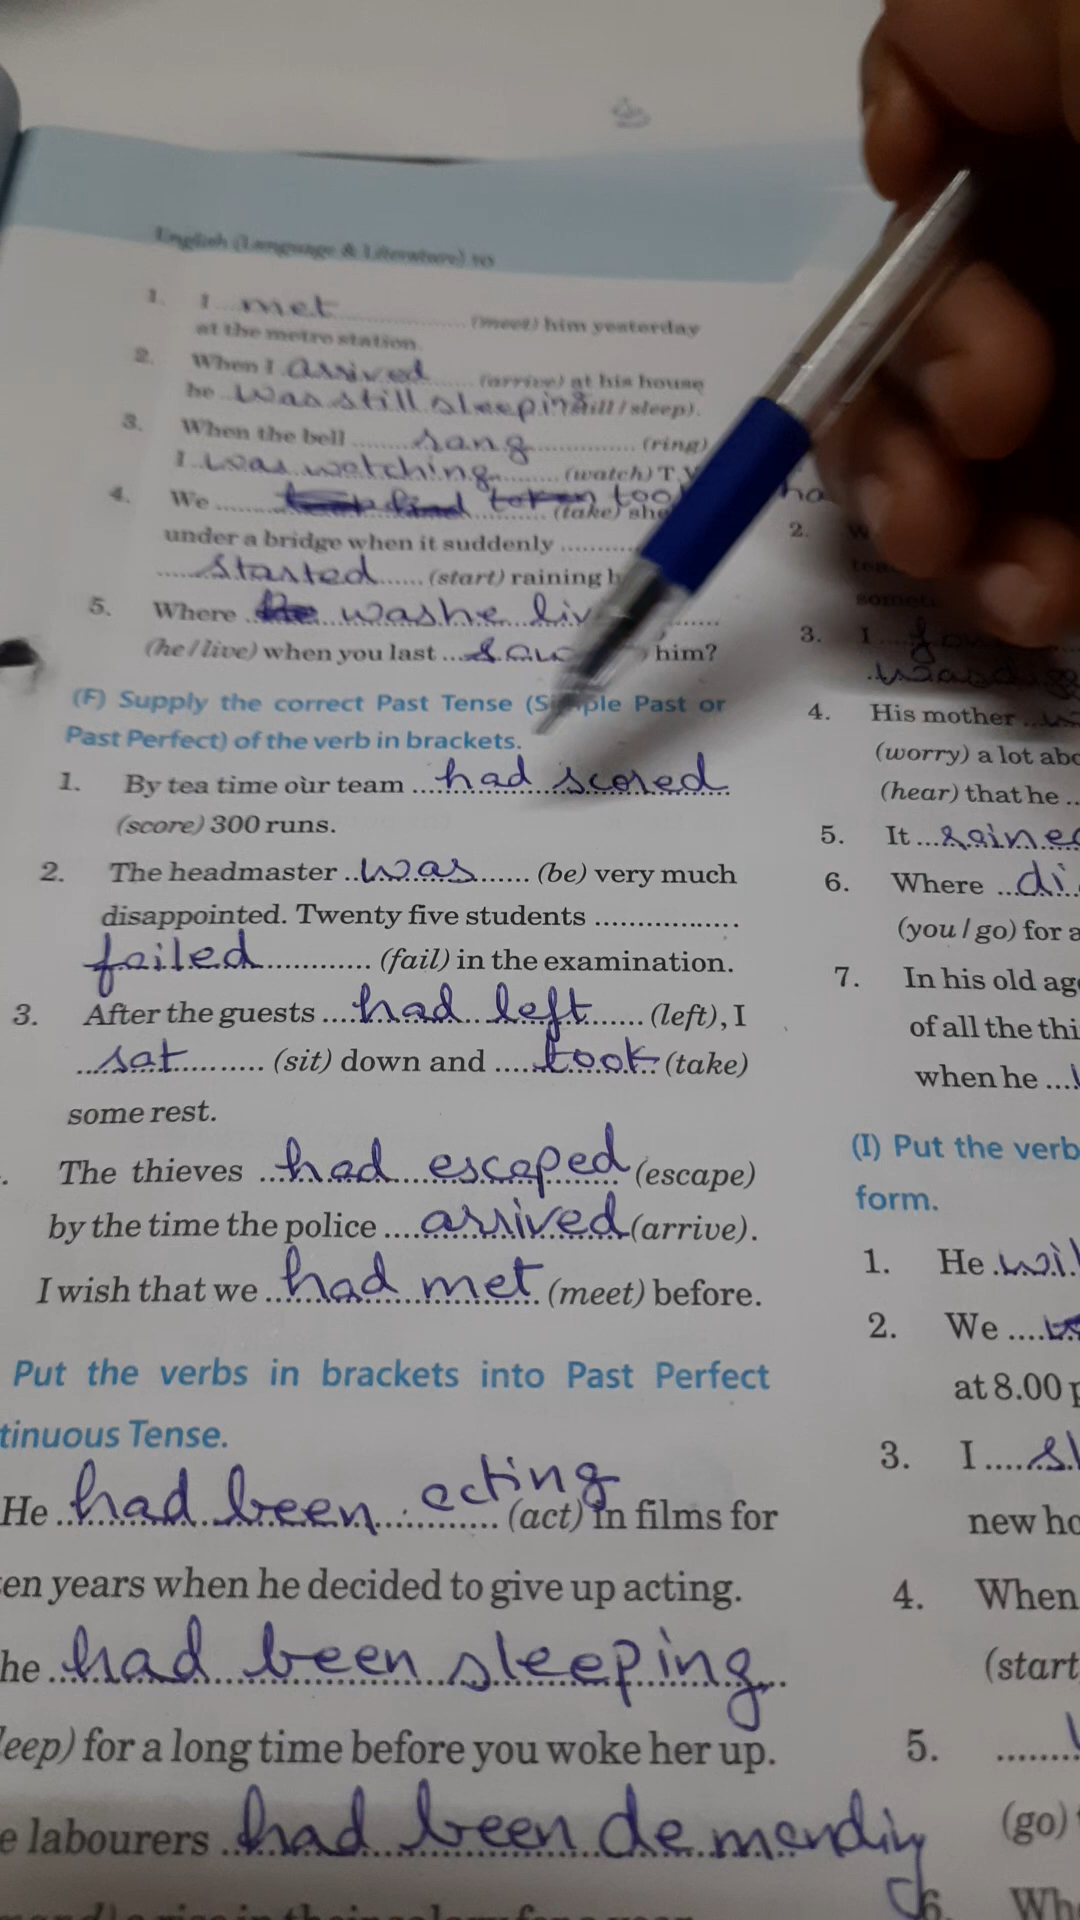 English (Language & Literature) 10
1. I met (meet) him yesterday
at the metro station.
2. When I arrived (arrive) at his house
he was still sleeping still / sleep).
3. When the bell rang (ring)
I was watching (watch) T.V
4. We took (take) she
under a bridge when it suddenly
started (start) raining h
5. Where was he liv
(he / live) when you last saw him?
(F) Supply the correct Past Tense (Simple Past or
Past Perfect) of the verb in brackets.
1. By tea time our team had scored
(score) 300 runs.
2. The headmaster was (be) very much
disappointed. Twenty five students
failed (fail) in the examination.
3. After the guests had left (left), I
sat (sit) down and took (take)
some rest.
. The thieves had escaped (escape)
by the time the police arrived (arrive).
I wish that we had met (meet) before.
Put the verbs in brackets into Past Perfect
tinuous Tense.
He had been acting (act) in films for
en years when he decided to give up acting.
he had been sleeping
leep) for a long time before you woke her up.
e labourers had been demanding
2. W
3. I
4. His mother
(worry) a lot abo
(hear) that he
5. It rained
6. Where di
(you / go) for a
7. In his old ag
of all the thi
when he
(I) Put the verb
form.
1. He wil
2. We
at 8.00 p
3. I sh
new ho
4. When
(start
5.
(go)
6. Wh